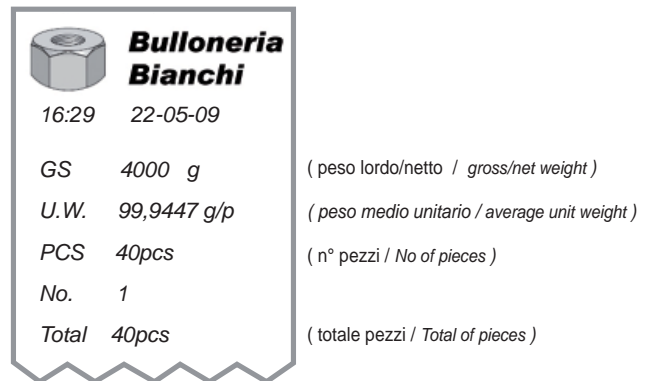 Bulloneria
Bianchi
16:29 22-05-09
GS 4000 g ( peso lordo/netto / gross/net weight )
U.W. 99,9447 g/p ( peso medio unitario / average unit weight )
PCS 40pcs ( n° pezzi / No of pieces )
No. 1
Total 40pcs ( totale pezzi / Total of pieces )